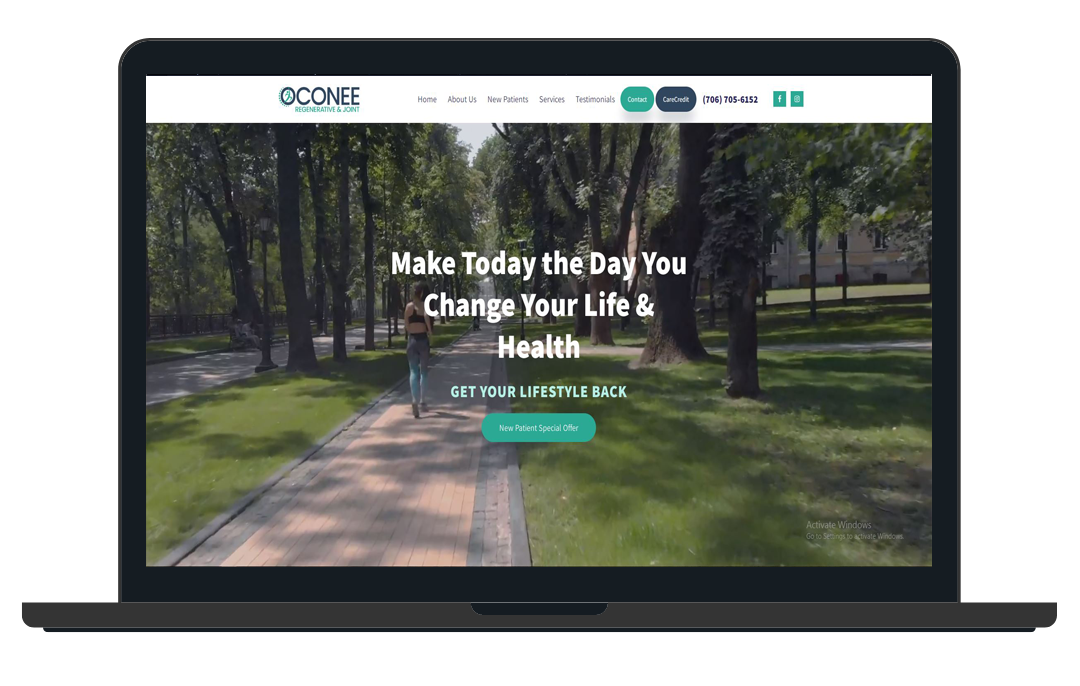 OCONEE
REGENERATIVE & JOINT
Home About Us New Patients Services Testimonials Contact CareCredit (706) 705-6152
Make Today the Day You
Change Your Life &
Health
GET YOUR LIFESTYLE BACK
New Patient Special Offer
Activate Windows
Go to Settings to activate Windows.